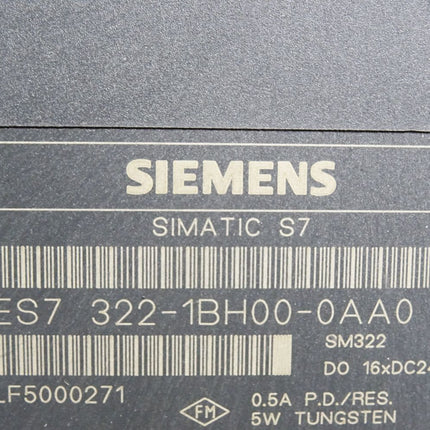 SIEMENS
SIMATIC S7
ES7 322-1BH00-0AA0
SM322
DO 16xDC24
LF5000271
FM
0.5A P.D./RES.
5W TUNGSTEN